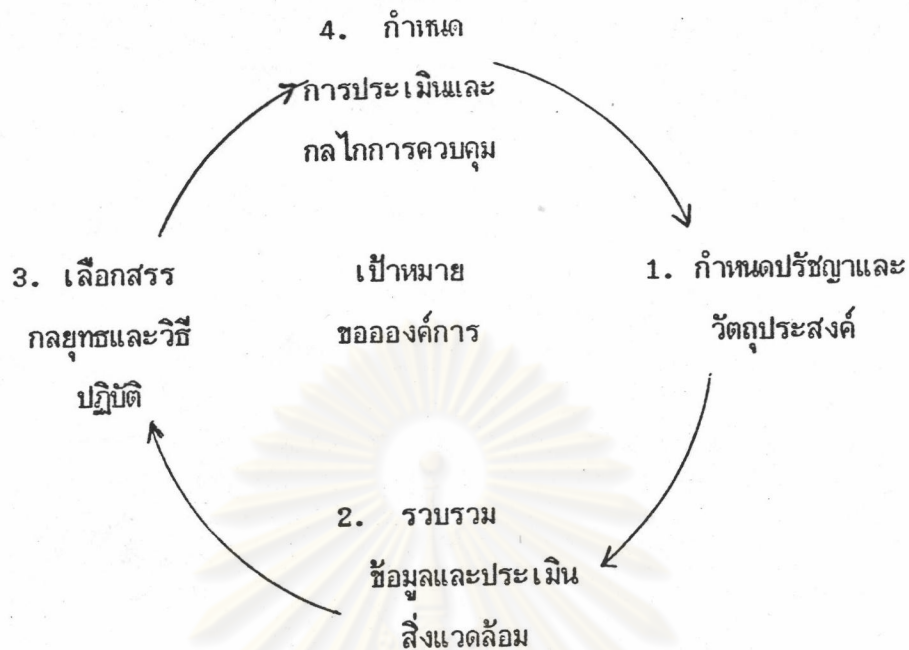 4. กำหนด
การประเมินและ
กลไกการควบคุม
3. เลือกสรร
กลยุทธและวิธี
ปฏิบัติ
เป้าหมาย
ขอององค์การ
1. กำหนดปรัชญาและ
วัตถุประสงค์
2. รวบรวม
ข้อมูลและประเมิน
สิ่งแวดล้อม